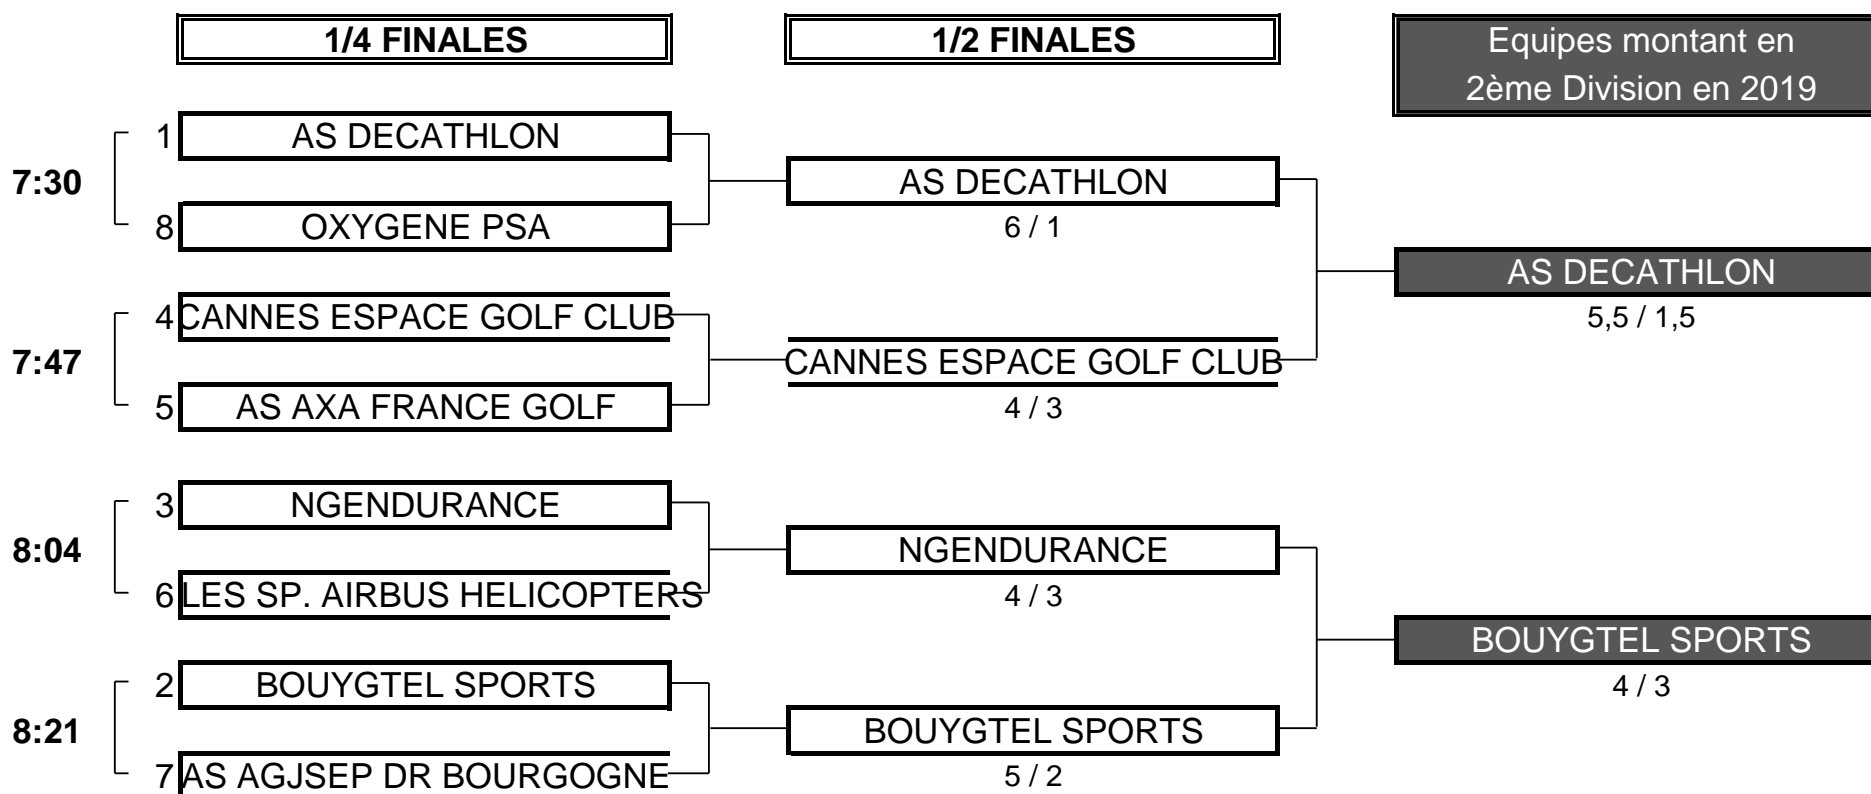 1/4 FINALES
1/2 FINALES
Equipes montant en
2ème Division en 2019
7:30
1 AS DECATHLON
8 OXYGENE PSA
AS DECATHLON
6 / 1
7:47
4 CANNES ESPACE GOLF CLUB
5 AS AXA FRANCE GOLF
CANNES ESPACE GOLF CLUB
4 / 3
AS DECATHLON
5,5 / 1,5
8:04
3 NGENDURANCE
6 LES SP. AIRBUS HELICOPTERS
NGENDURANCE
4 / 3
8:21
2 BOUYGTEL SPORTS
7 AS AGJSEP DR BOURGOGNE
BOUYGTEL SPORTS
5 / 2
BOUYGTEL SPORTS
4 / 3